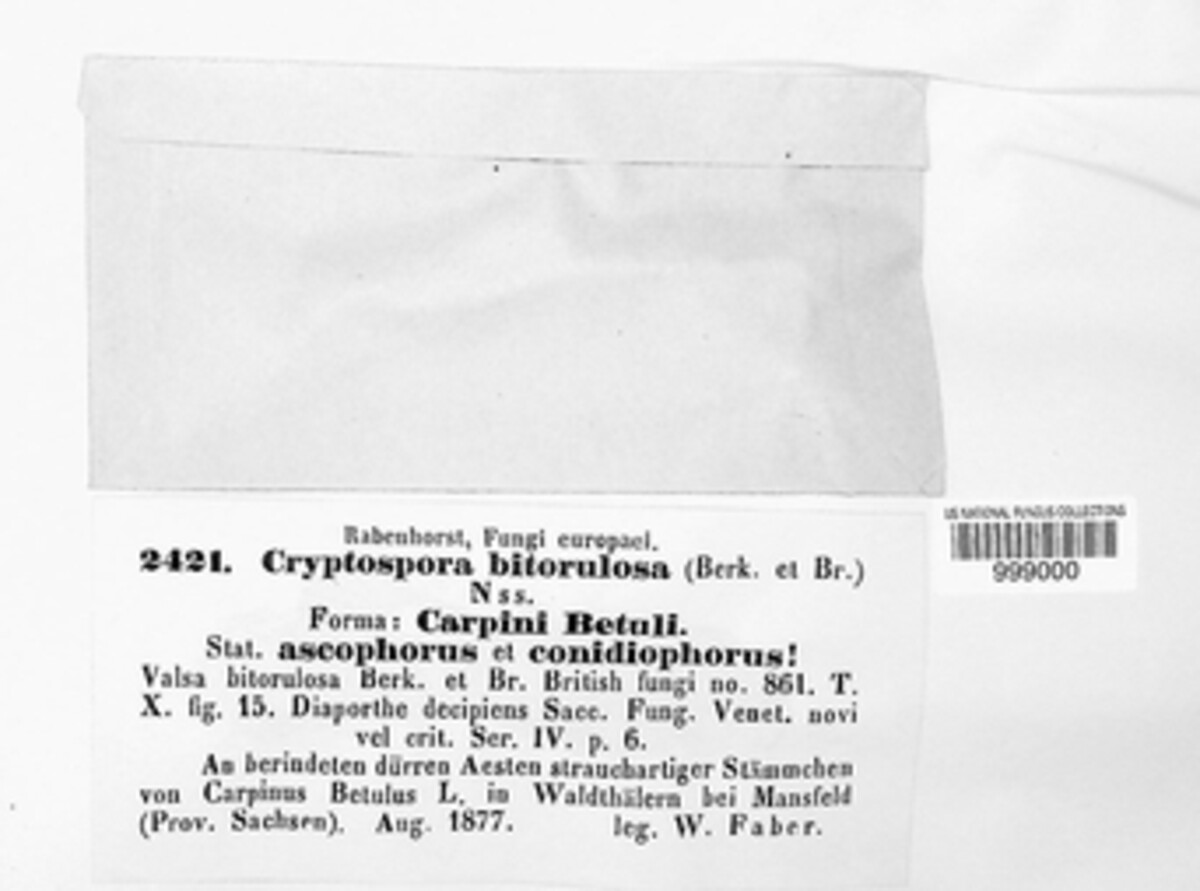 Rabenhorst, Fungi europaei.
2421. Cryptospora bitorulosa (Berk. et Br.)
Nss.
Forma: Carpini Betuli.
Stat. ascophorus et conidiophorus!
Valsa bitorulosa Berk. et Br. British fungi no. 861. T.
X. fig. 15. Diaporthe decipiens Sacc. Fung. Venet. novi
vel crit. Ser. IV. p. 6.
An berindeten dürren Aesten strauchartiger Stämmchen
von Carpinus Betulus L. in Waldthälern bei Mansfeld
(Prov. Sachsen). Aug. 1877. leg. W. Faber.
US NATIONAL FUNGUS COLLECTIONS
999000